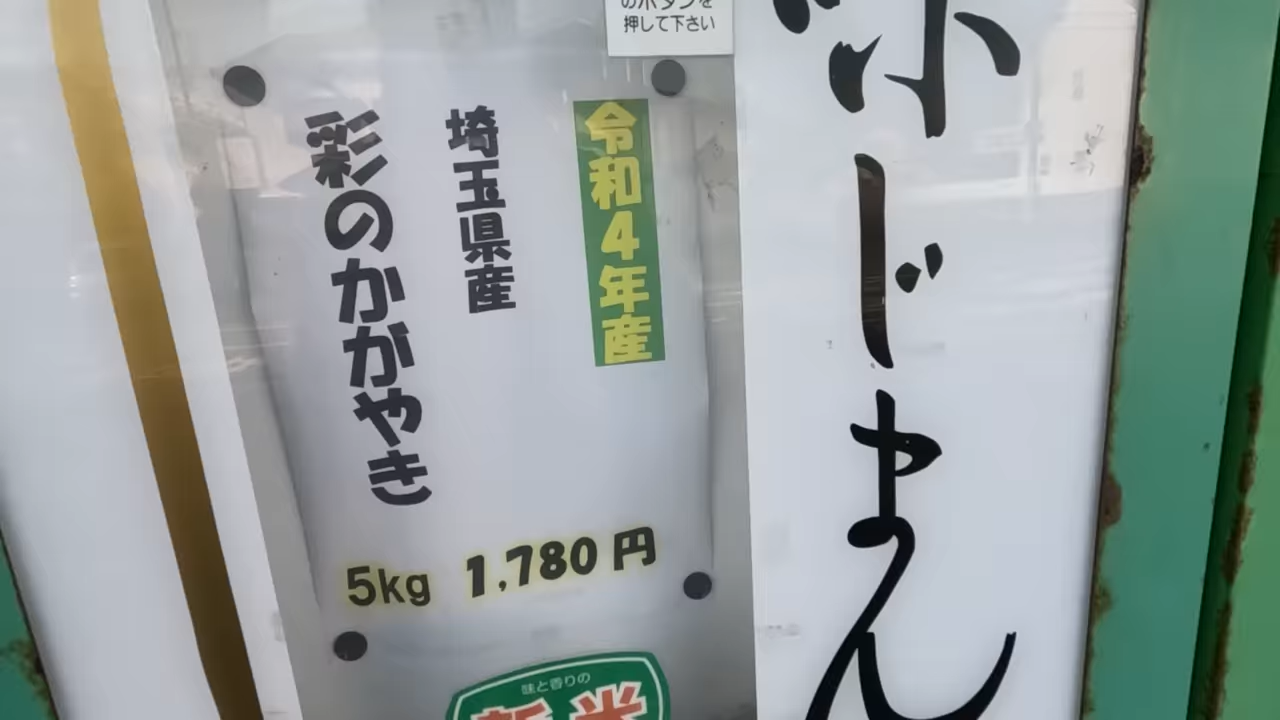 のボタンを
押して下さい
味じまん
令和4年産
埼玉県産
彩のかがやき
5kg 1,780円
味と香りの
新米